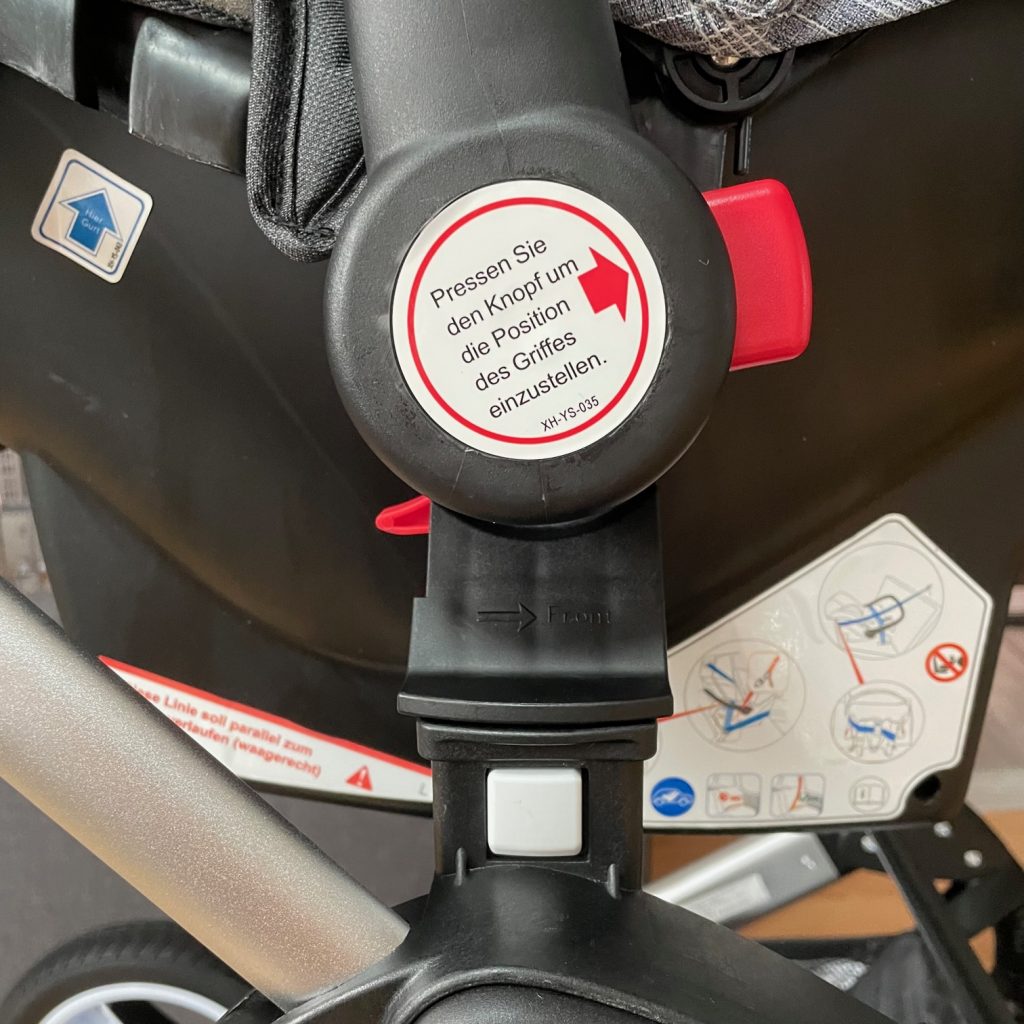 Hier
Gurt
Pressen Sie
den Knopf um
die Position
des Griffes
einzustellen.
XH-YS-035
Front
Linie soll parallel zum
verlaufen (waagerecht)